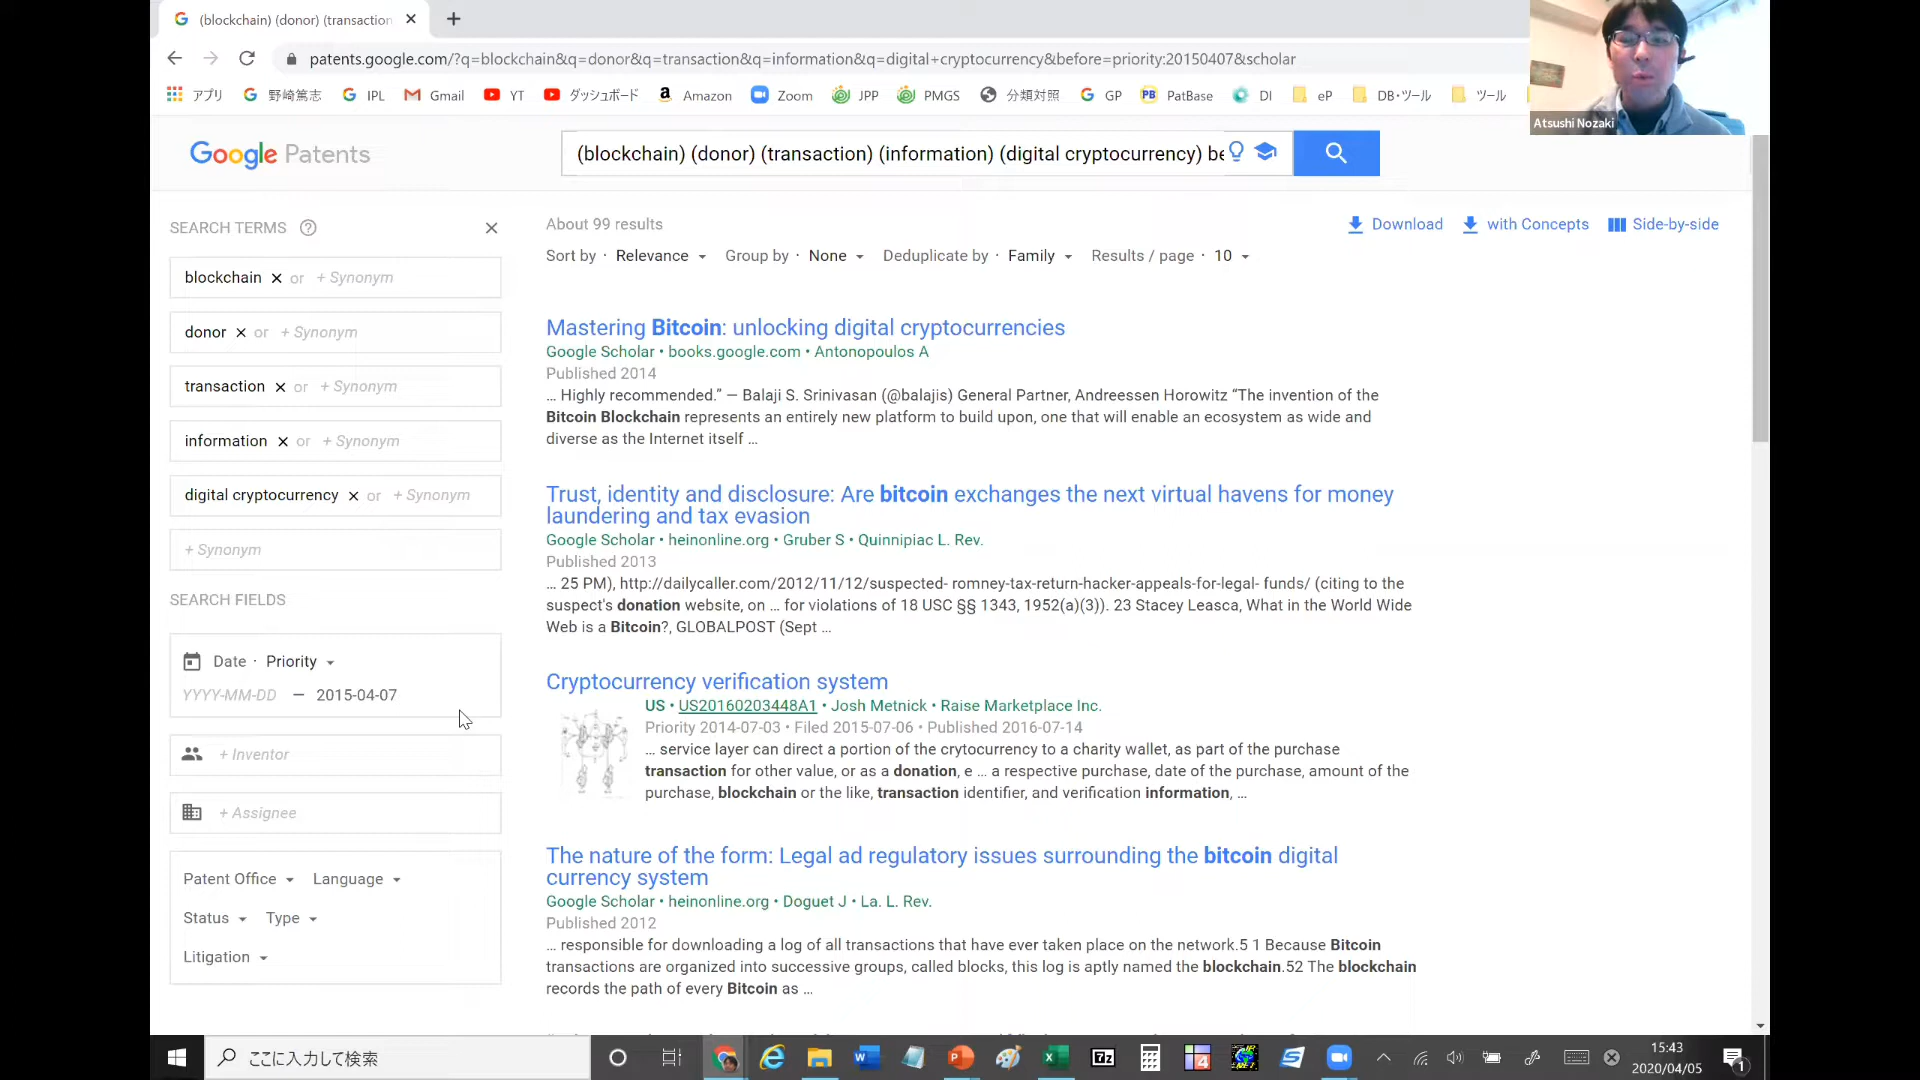 (blockchain) (donor) (transaction
patents.google.com/?q=blockchain&q=donor&q=transaction&q=information&q=digital+cryptocurrency&before=priority:20150407&scholar
アプリ 野崎篤志 IPL Gmail YT ダッシュボード Amazon Zoom JPP PMGS 分類対照 GP PatBase DI eP DB・ツール ツール
Atsushi Nozaki
Google Patents
(blockchain) (donor) (transaction) (information) (digital cryptocurrency) be
SEARCH TERMS
blockchain or + Synonym
donor or + Synonym
transaction or + Synonym
information or + Synonym
digital cryptocurrency or + Synonym
+ Synonym
SEARCH FIELDS
Date · Priority
YYYY-MM-DD — 2015-04-07
+ Inventor
+ Assignee
Patent Office Language
Status Type
Litigation
About 99 results
Download with Concepts Side-by-side
Sort by · Relevance Group by · None Deduplicate by · Family Results / page · 10
Mastering Bitcoin: unlocking digital cryptocurrencies
Google Scholar • books.google.com • Antonopoulos A
Published 2014
... Highly recommended.” — Balaji S. Srinivasan (@balajis) General Partner, Andreessen Horowitz “The invention of the
Bitcoin Blockchain represents an entirely new platform to build upon, one that will enable an ecosystem as wide and
diverse as the Internet itself ...
Trust, identity and disclosure: Are bitcoin exchanges the next virtual havens for money
laundering and tax evasion
Google Scholar • heinonline.org • Gruber S • Quinnipiac L. Rev.
Published 2013
... 25 PM), http://dailycaller.com/2012/11/12/suspected- romney-tax-return-hacker-appeals-for-legal- funds/ (citing to the
suspect's donation website, on ... for violations of 18 USC §§ 1343, 1952(a)(3)). 23 Stacey Leasca, What in the World Wide
Web is a Bitcoin?, GLOBALPOST (Sept ...
Cryptocurrency verification system
US • US20160203448A1 • Josh Metnick • Raise Marketplace Inc.
Priority 2014-07-03 • Filed 2015-07-06 • Published 2016-07-14
... service layer can direct a portion of the crytocurrency to a charity wallet, as part of the purchase
transaction for other value, or as a donation, e ... a respective purchase, date of the purchase, amount of the
purchase, blockchain or the like, transaction identifier, and verification information, ...
The nature of the form: Legal ad regulatory issues surrounding the bitcoin digital
currency system
Google Scholar • heinonline.org • Doguet J • La. L. Rev.
Published 2012
... responsible for downloading a log of all transactions that have ever taken place on the network.5 1 Because Bitcoin
transactions are organized into successive groups, called blocks, this log is aptly named the blockchain.52 The blockchain
records the path of every Bitcoin as ...
ここに入力して検索
15:43
2020/04/05